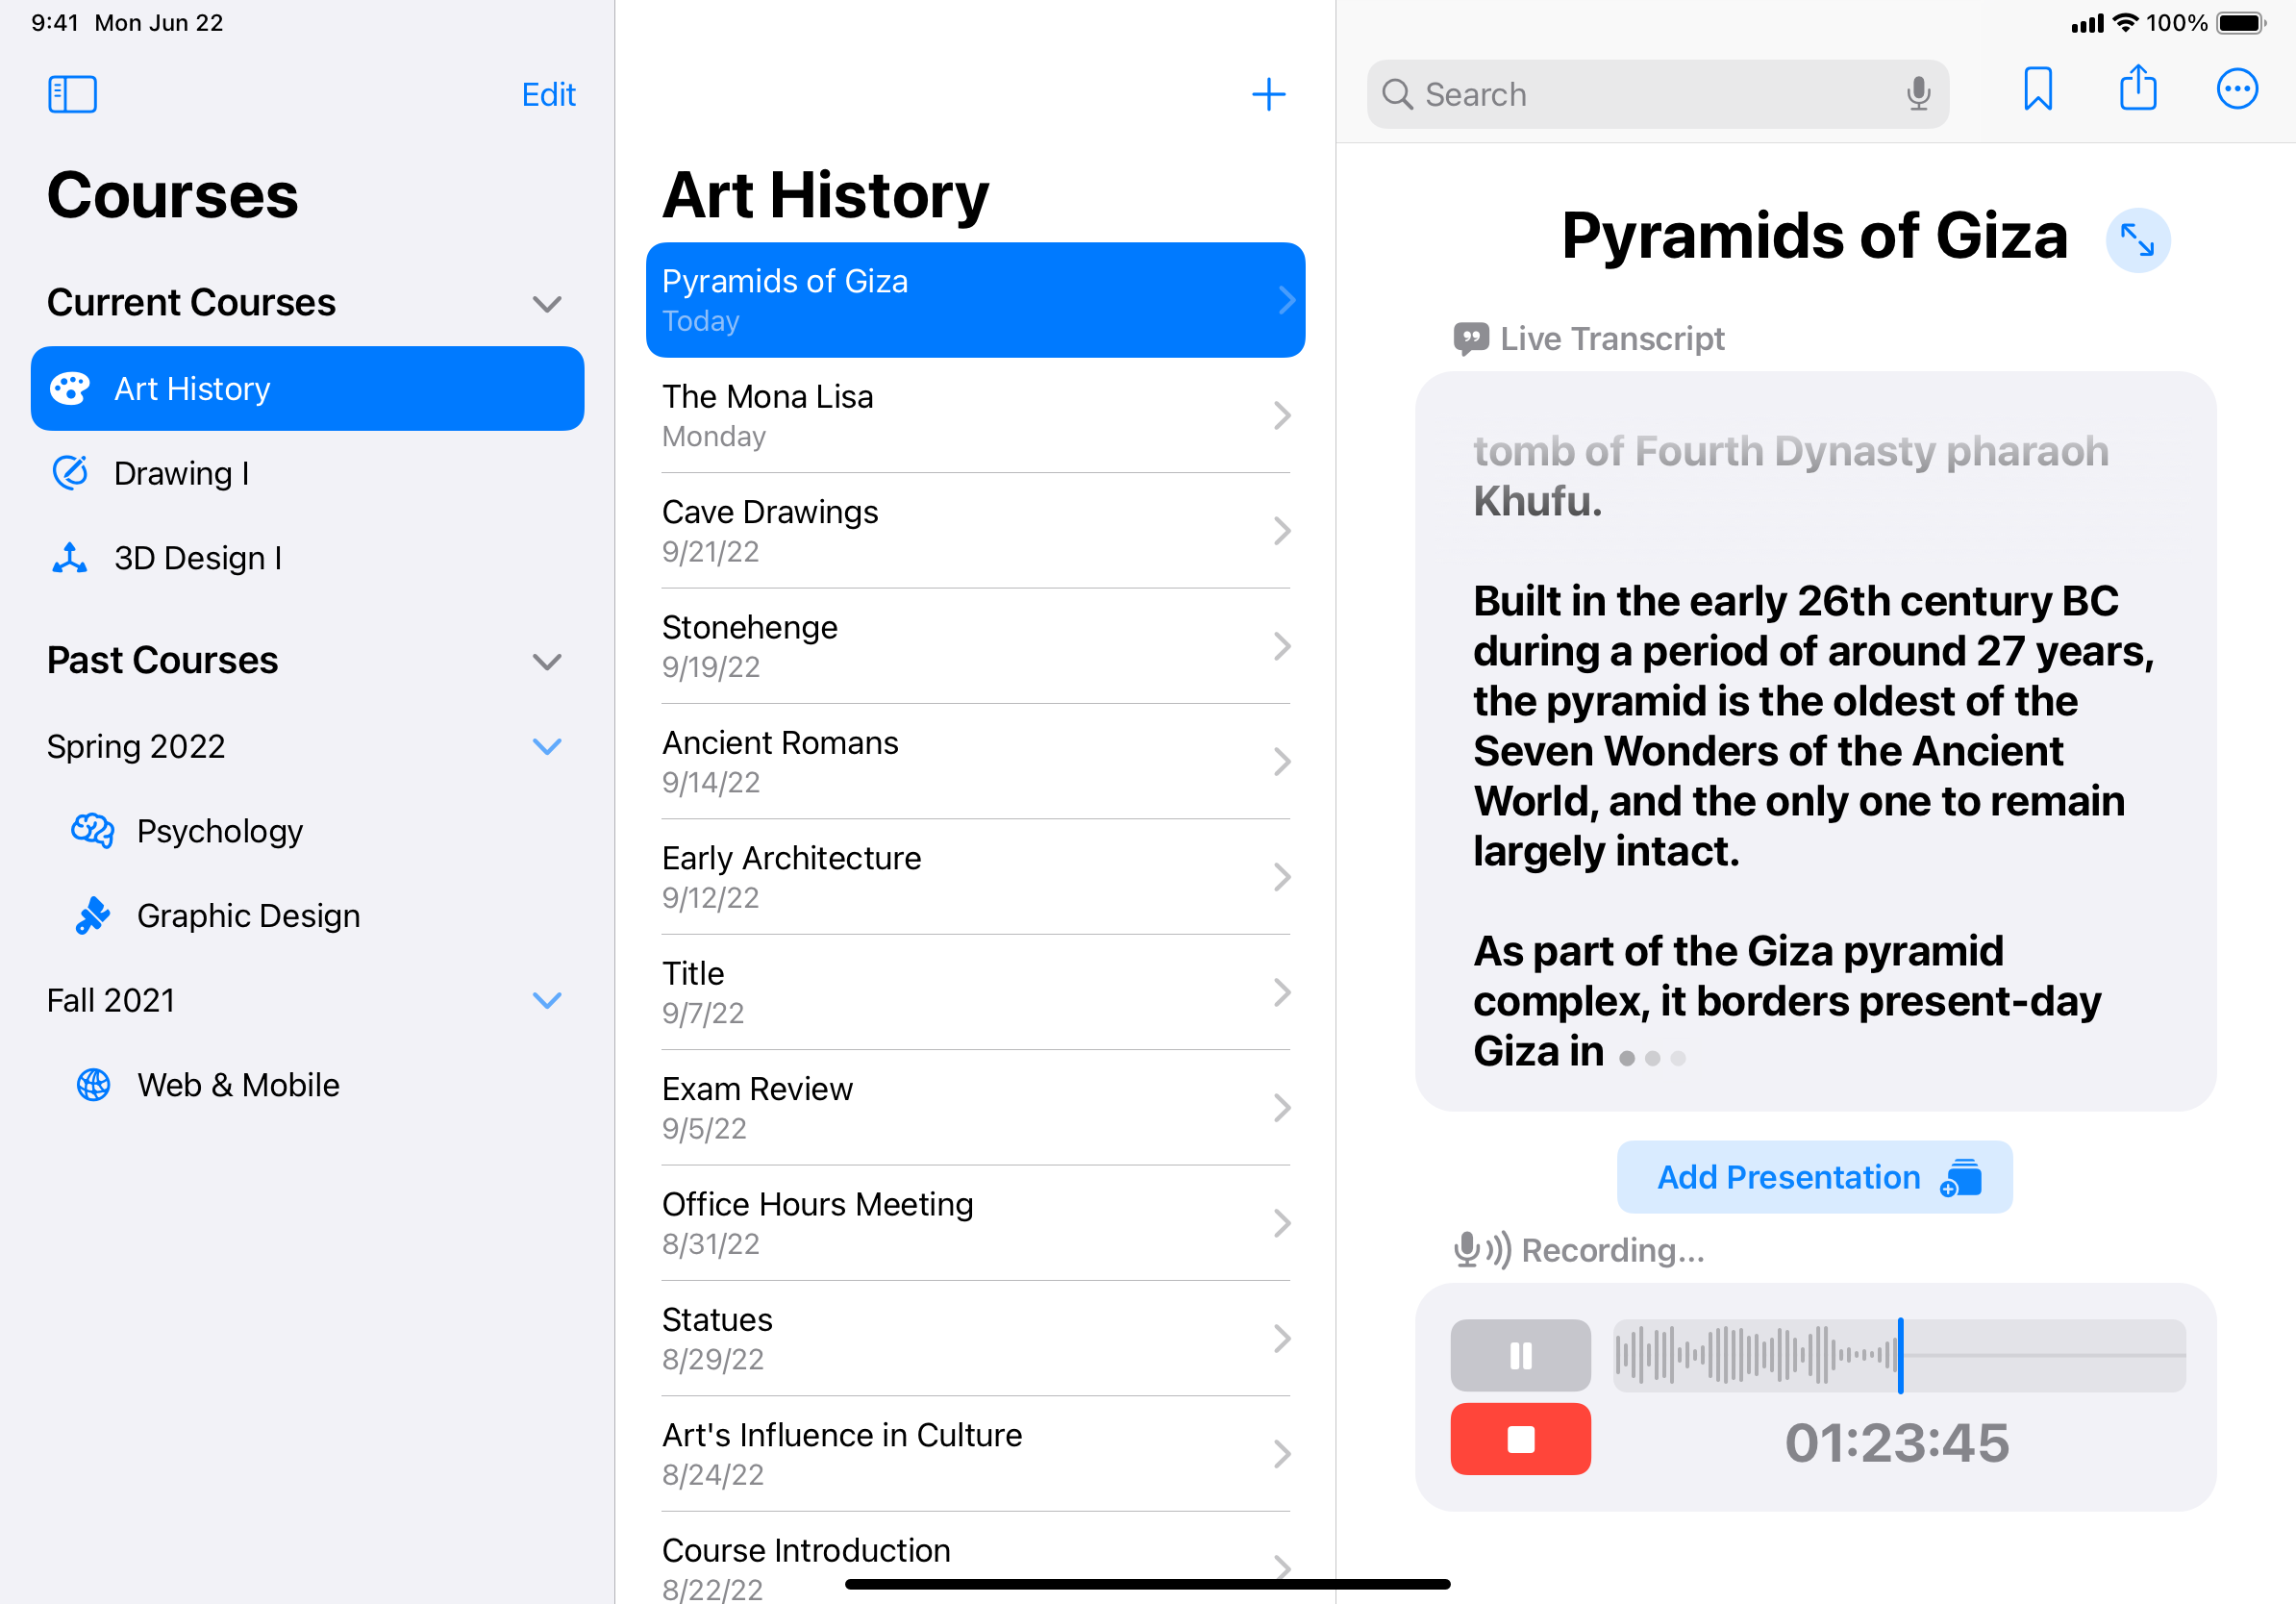 9:41 Mon Jun 22
100%
Edit
Courses
Current Courses
Art History
Drawing I
3D Design I
Past Courses
Spring 2022
Psychology
Graphic Design
Fall 2021
Web & Mobile
Art History
Pyramids of Giza
Today
The Mona Lisa
Monday
Cave Drawings
9/21/22
Stonehenge
9/19/22
Ancient Romans
9/14/22
Early Architecture
9/12/22
Title
9/7/22
Exam Review
9/5/22
Office Hours Meeting
8/31/22
Statues
8/29/22
Art's Influence in Culture
8/24/22
Course Introduction
8/22/22
Search
Pyramids of Giza
Live Transcript
tomb of Fourth Dynasty pharaoh
Khufu.
Built in the early 26th century BC
during a period of around 27 years,
the pyramid is the oldest of the
Seven Wonders of the Ancient
World, and the only one to remain
largely intact.
As part of the Giza pyramid
complex, it borders present-day
Giza in
Add Presentation
Recording...
01:23:45